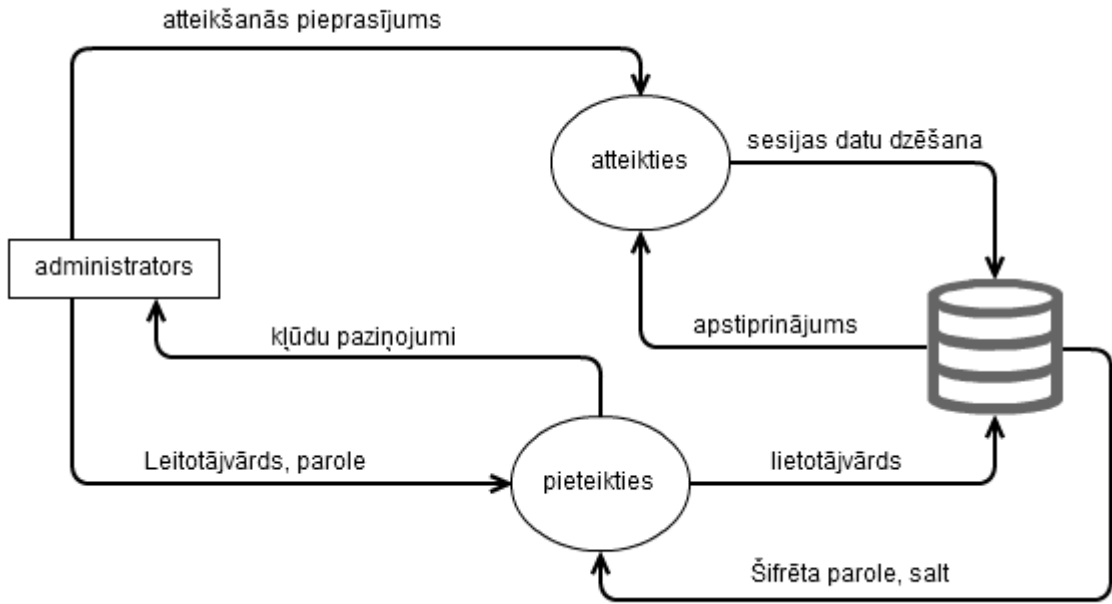 atteikšanās pieprasījums
atteikties
sesijas datu dzēšana
administrators
apstiprinājums
kļūdu paziņojumi
Leitotājvārds, parole
pieteikties
lietotājvārds
Šifrēta parole, salt